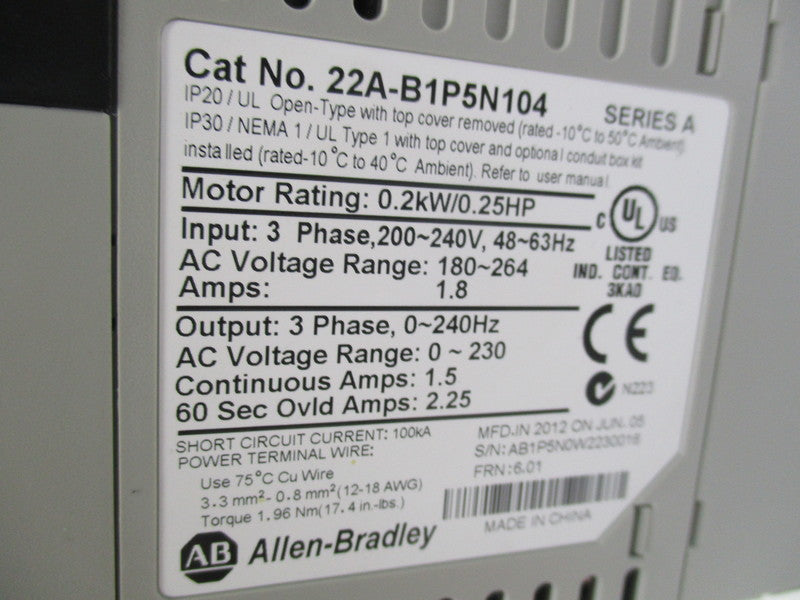 Cat No. 22A-B1P5N104 SERIES A
IP20 / UL Open-Type with top cover removed (rated -10°C to 50°C Ambient)
IP30 / NEMA 1 / UL Type 1 with top cover and optional conduit box kit
installed (rated-10°C to 40°C Ambient). Refer to user manual.
Motor Rating: 0.2kW/0.25HP
Input: 3 Phase,200~240V, 48~63Hz
AC Voltage Range: 180~264
Amps: 1.8
C UL US
LISTED
IND. CONT. EQ.
3KA0
Output: 3 Phase, 0~240Hz
AC Voltage Range: 0 ~ 230
Continuous Amps: 1.5
60 Sec Ovld Amps: 2.25
CE
N223
SHORT CIRCUIT CURRENT: 100kA
POWER TERMINAL WIRE:
Use 75°C Cu Wire
3.3 mm²- 0.8 mm²(12-18 AWG)
Torque 1.96 Nm(17.4 in.-lbs.)
MFD.IN 2012 ON JUN. 05
S/N: AB1P5N0W2230016
FRN:6.01
MADE IN CHINA
AB Allen-Bradley